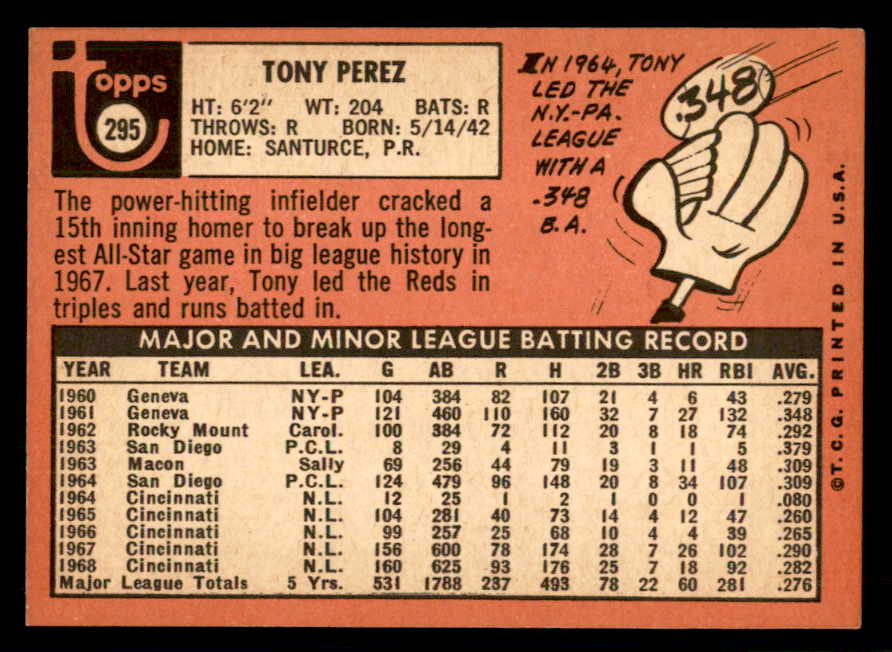 Topps
295
TONY PEREZ
HT: 6'2" WT: 204 BATS: R
THROWS: R BORN: 5/14/42
HOME: SANTURCE, P.R.
IN 1964, TONY
LED THE
N.Y.-PA.
LEAGUE
WITH A
.348
B.A.
.348
The power-hitting infielder cracked a
15th inning homer to break up the long-
est All-Star game in big league history in
1967. Last year, Tony led the Reds in
triples and runs batted in.
MAJOR AND MINOR LEAGUE BATTING RECORD
YEAR TEAM LEA. G AB R H 2B 3B HR RBI AVG.
1960 Geneva NY-P 104 384 82 107 21 4 6 43 .279
1961 Geneva NY-P 121 460 110 160 32 7 27 132 .348
1962 Rocky Mount Carol. 100 384 72 112 20 8 18 74 .292
1963 San Diego P.C.L. 8 29 4 11 3 1 1 5 .379
1963 Macon Sally 69 256 44 79 19 3 11 48 .309
1964 San Diego P.C.L. 124 479 96 148 20 8 34 107 .309
1964 Cincinnati N.L. 12 25 1 2 1 0 0 1 .080
1965 Cincinnati N.L. 104 281 40 73 14 4 12 47 .260
1966 Cincinnati N.L. 99 257 25 68 10 4 4 39 .265
1967 Cincinnati N.L. 156 600 78 174 28 7 26 102 .290
1968 Cincinnati N.L. 160 625 93 176 25 7 18 92 .282
Major League Totals 5 Yrs. 531 1788 237 493 78 22 60 281 .276
©T.C.G. PRINTED IN U.S.A.